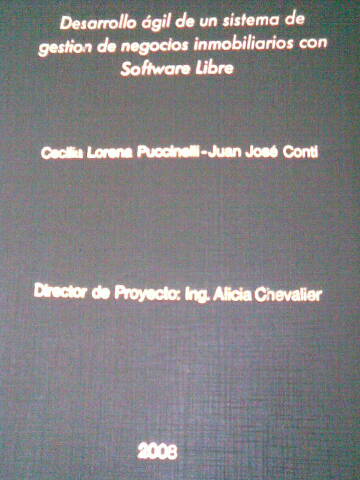 Desarrollo ágil de un sistema de
gestion de negocios inmobiliarios con
Software Libre
Cecilia Lorena Puccinelli-Juan José Conti
Director de Proyecto: Ing. Alicia Chevalier
2008